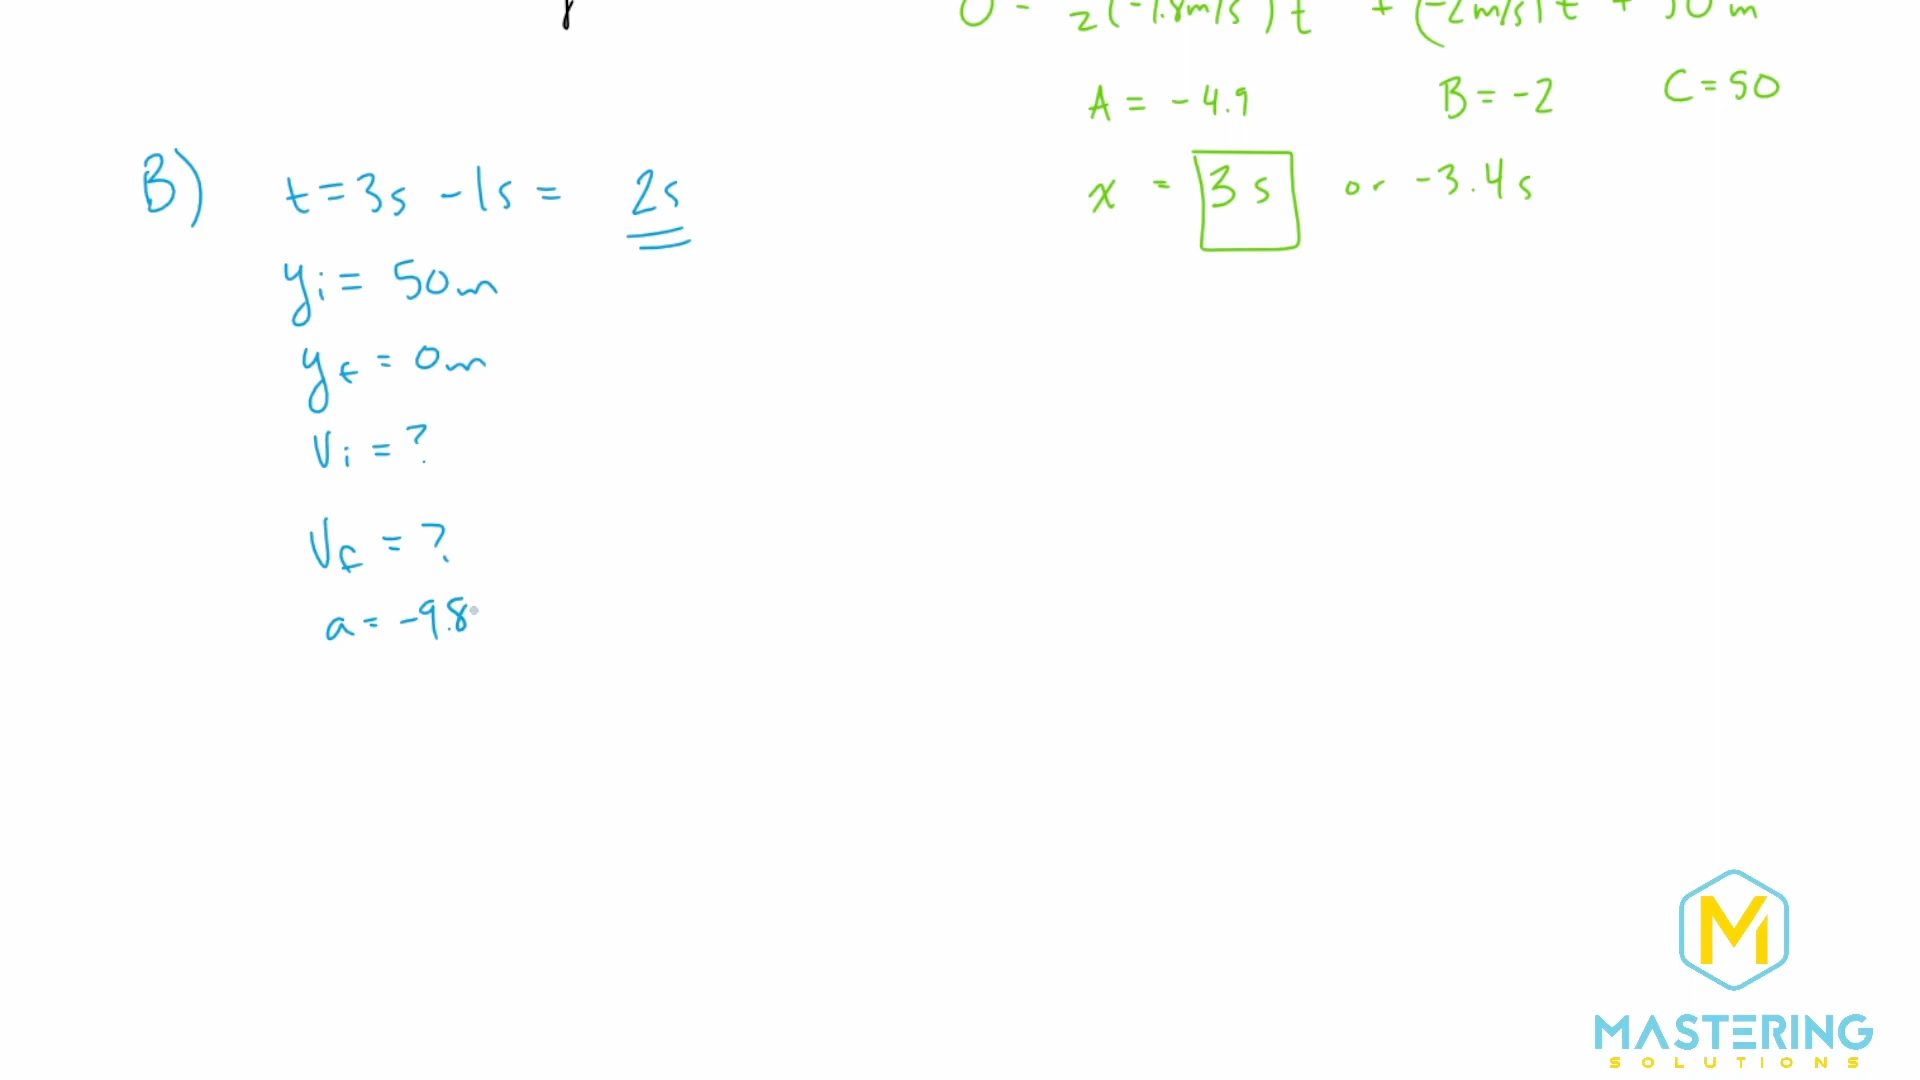 A = -4.9 B = -2 C = 50
x = 3 s or -3.4 s
B) t = 3s - 1s = 2s
yi = 50m
yf = 0m
vi = ?
vf = ?
a = -9.8
MASTERING
SOLUTIONS